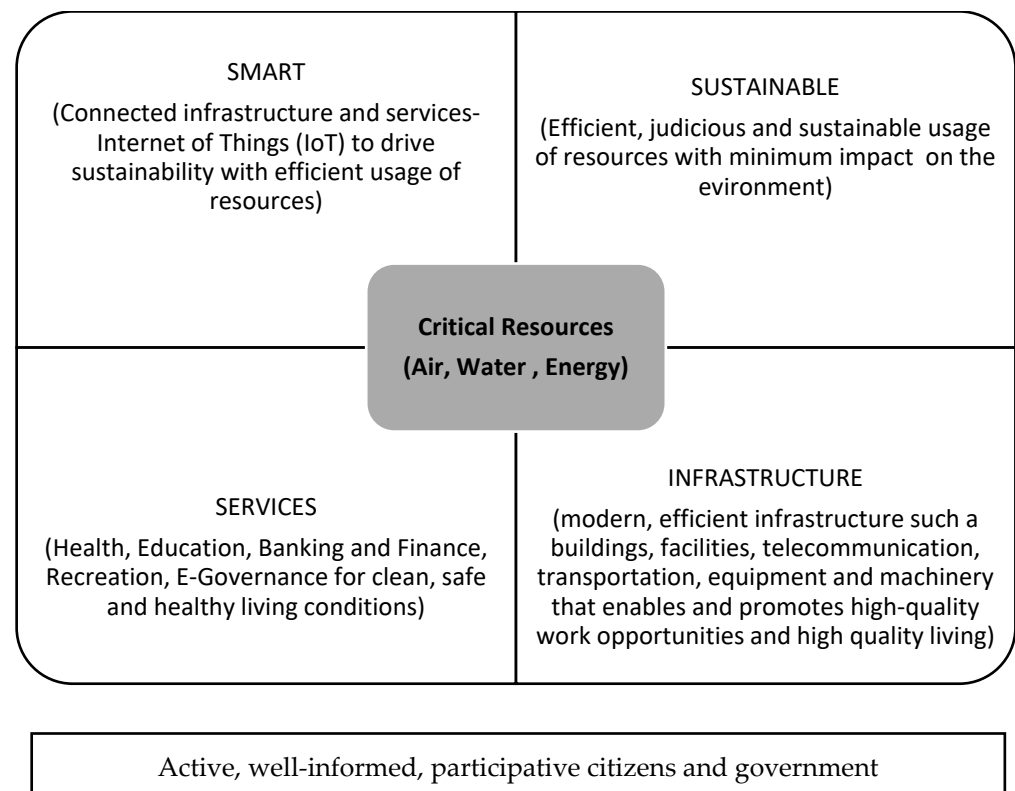 SMART
(Connected infrastructure and services-
Internet of Things (IoT) to drive
sustainability with efficient usage of
resources)
SUSTAINABLE
(Efficient, judicious and sustainable usage
of resources with minimum impact on the
evironment)
Critical Resources
(Air, Water , Energy)
SERVICES
(Health, Education, Banking and Finance,
Recreation, E-Governance for clean, safe
and healthy living conditions)
INFRASTRUCTURE
(modern, efficient infrastructure such a
buildings, facilities, telecommunication,
transportation, equipment and machinery
that enables and promotes high-quality
work opportunities and high quality living)
Active, well-informed, participative citizens and government